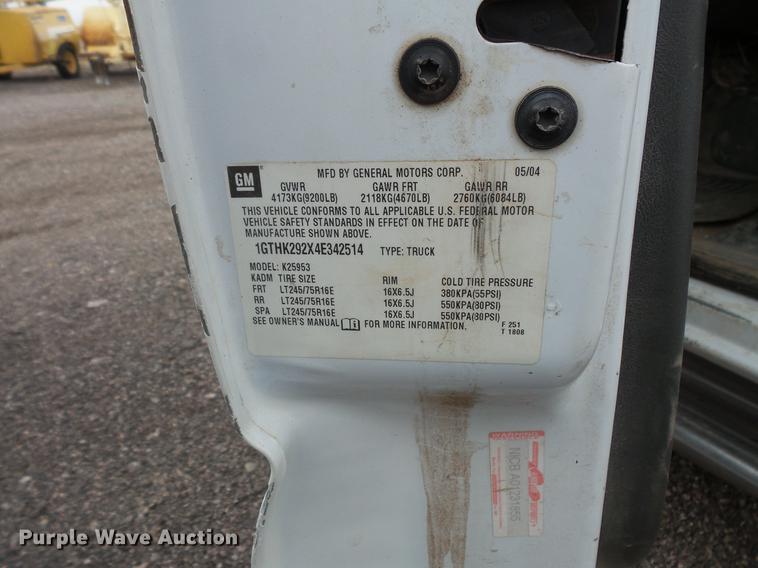 GM
MFD BY GENERAL MOTORS CORP. 05/04
GVWR GAWR FRT GAWR RR
4173KG(9200LB) 2118KG(4670LB) 2760KG(6084LB)
THIS VEHICLE CONFORMS TO ALL APPLICABLE U.S. FEDERAL MOTOR
VEHICLE SAFETY STANDARDS IN EFFECT ON THE DATE OF
MANUFACTURE SHOWN ABOVE.
1GTHK292X4E342514 TYPE: TRUCK
MODEL: K25953
KADM TIRE SIZE RIM COLD TIRE PRESSURE
FRT LT245/75R16E 16X6.5J 380KPA(55PSI)
RR LT245/75R16E 16X6.5J 550KPA(80PSI)
SPA LT245/75R16E 16X6.5J 550KPA(80PSI)
SEE OWNER'S MANUAL FOR MORE INFORMATION. F 251
T 1808
Purple Wave Auction